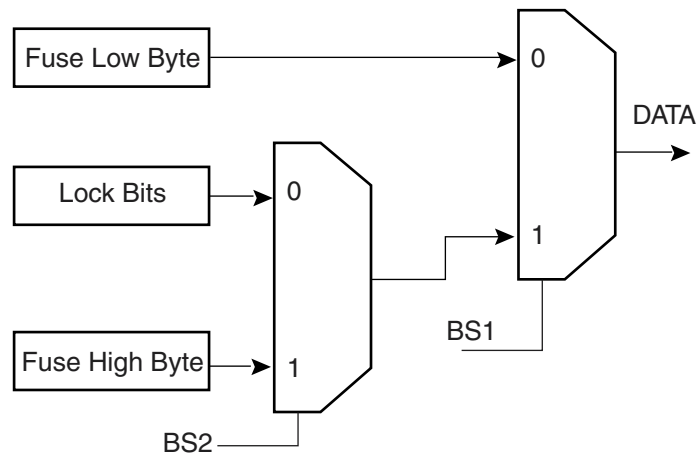 Fuse Low Byte
0
DATA
Lock Bits
0
1
BS1
Fuse High Byte
1
BS2